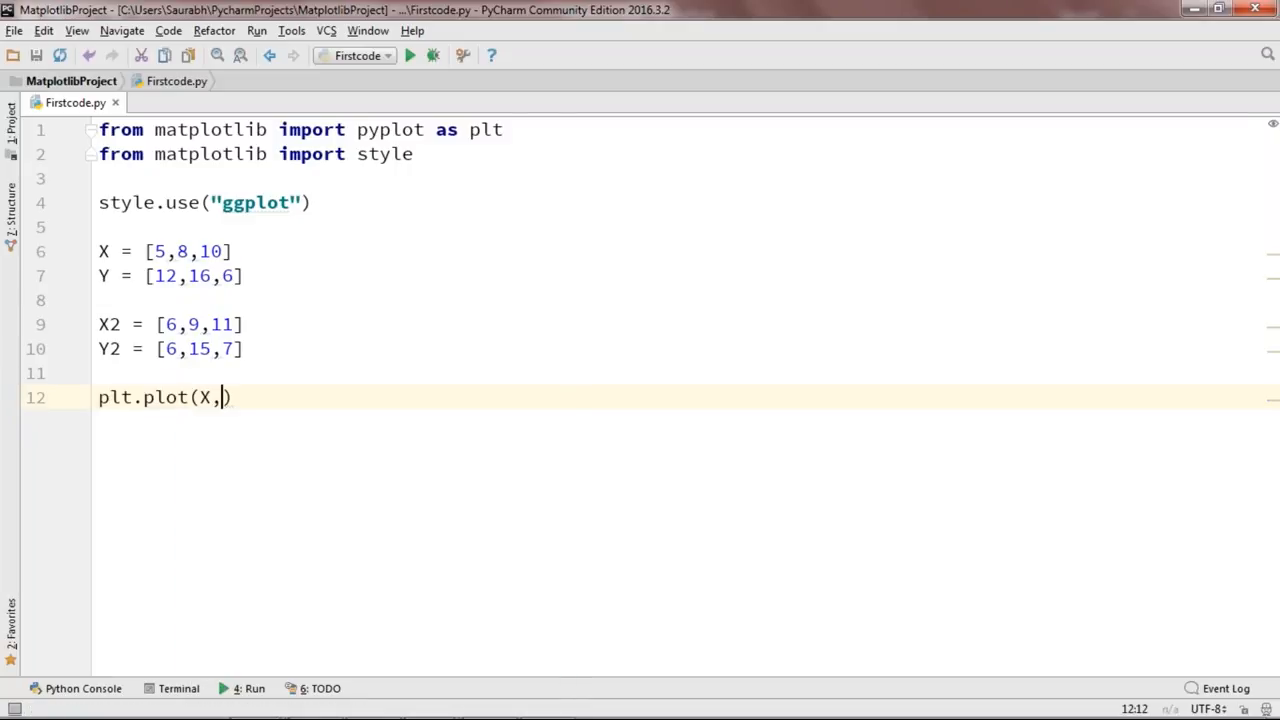 MatplotlibProject - [C:\Users\Saurabh\PycharmProjects\MatplotlibProject] - ...\Firstcode.py - PyCharm Community Edition 2016.3.2
File Edit View Navigate Code Refactor Run Tools VCS Window Help
Firstcode
MatplotlibProject Firstcode.py
Firstcode.py
1: Project
Z: Structure
2: Favorites
1 from matplotlib import pyplot as plt
2 from matplotlib import style
3
4 style.use("ggplot")
5
6 X = [5,8,10]
7 Y = [12,16,6]
8
9 X2 = [6,9,11]
10 Y2 = [6,15,7]
11
12 plt.plot(X,)
Python Console Terminal 4: Run 6: TODO Event Log
12:12 n/a UTF-8